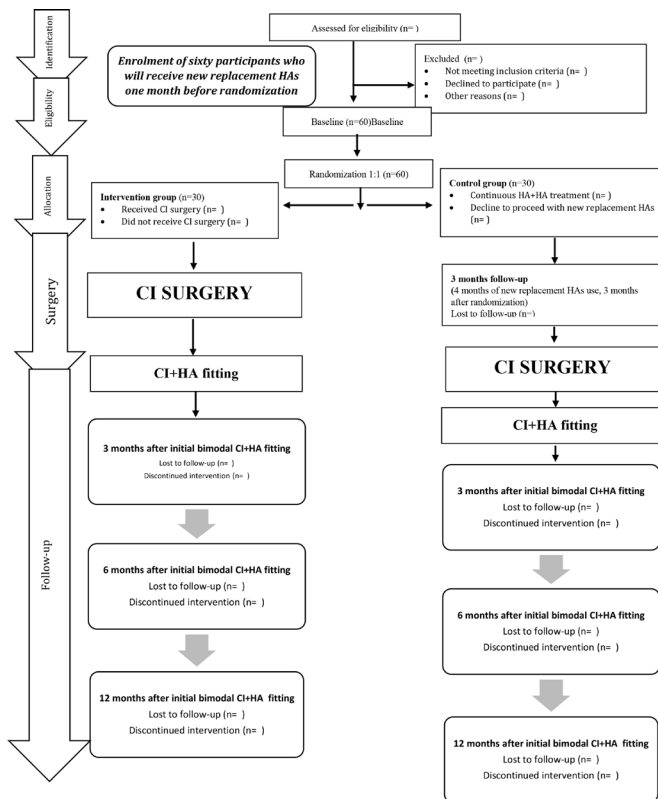 Identification
Eligibility
Allocation
Surgery
Follow-up
Assessed for eligibility (n= )
Enrolment of sixty participants who
will receive new replacement HAs
one month before randomization
Excluded (n= )
• Not meeting inclusion criteria (n= )
• Declined to participate (n= )
• Other reasons (n= )
Baseline (n=60)Baseline
Randomization 1:1 (n=60)
Intervention group (n=30)
• Received CI surgery (n= )
• Did not receive CI surgery (n= )
Control group (n=30)
• Continuous HA+HA treatment (n= )
• Decline to proceed with new replacement HAs
(n= )
CI SURGERY
CI+HA fitting
3 months after initial bimodal CI+HA fitting
Lost to follow-up (n= )
Discontinued intervention (n= )
6 months after initial bimodal CI+HA fitting
Lost to follow-up (n= )
Discontinued intervention (n= )
12 months after initial bimodal CI+HA fitting
Lost to follow-up (n= )
Discontinued intervention (n= )
3 months follow-up
(4 months of new replacement HAs use, 3 months
after randomization)
Lost to follow-up (n=)
CI SURGERY
CI+HA fitting
3 months after initial bimodal CI+HA fitting
Lost to follow-up (n= )
Discontinued intervention (n= )
6 months after initial bimodal CI+HA fitting
Lost to follow-up (n= )
Discontinued intervention (n= )
12 months after initial bimodal CI+HA fitting
Lost to follow-up (n= )
Discontinued intervention (n= )